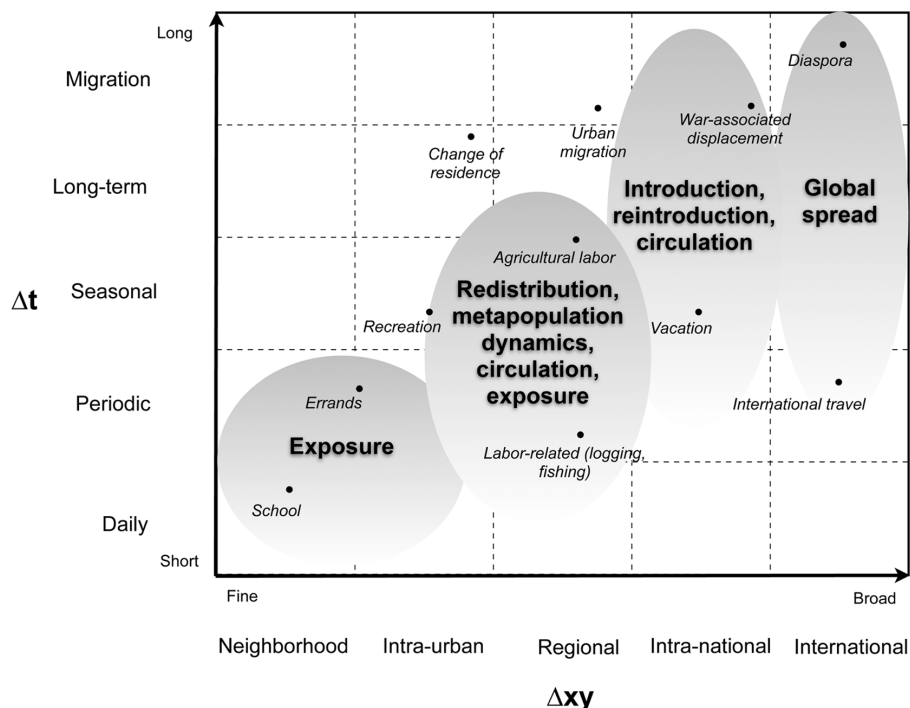 Long
Diaspora
Migration
War-associated
displacement
Urban
migration
Change of
residence
Long-term
Introduction,
reintroduction,
circulation
Global
spread
Agricultural labor
Seasonal
Δt
Redistribution,
metapopulation
dynamics,
circulation,
exposure
Recreation
Vacation
Periodic
Errands
International travel
Exposure
Labor-related (logging,
fishing)
School
Daily
Short
Fine
Broad
Neighborhood
Intra-urban
Regional
Intra-national
International
Δxy